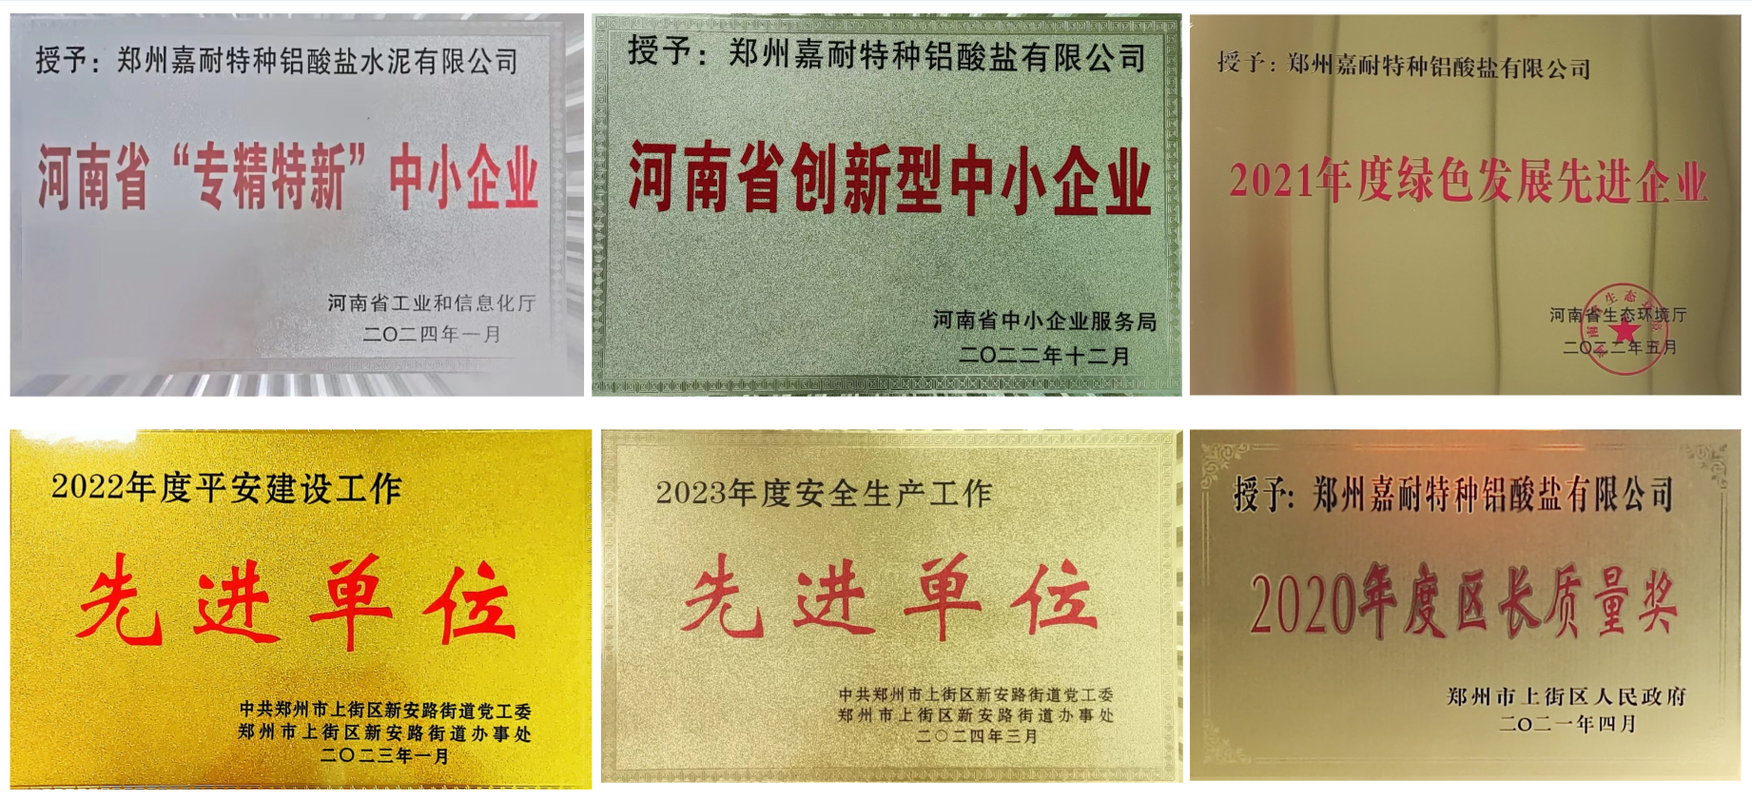 授予：郑州嘉耐特种铝酸盐水泥有限公司
河南省“专精特新”中小企业
河南省工业和信息化厅
二〇二四年一月
授予：郑州嘉耐特种铝酸盐有限公司
河南省创新型中小企业
河南省中小企业服务局
二〇二二年十二月
授予：郑州嘉耐特种铝酸盐有限公司
2021年度绿色发展先进企业
河南省生态环境厅
二〇二二年五月
2022年度平安建设工作
先进单位
中共郑州市上街区新安路街道党工委
郑州市上街区新安路街道办事处
二〇二三年一月
2023年度安全生产工作
先进单位
中共郑州市上街区新安路街道党工委
郑州市上街区新安路街道办事处
二〇二四年三月
授予：郑州嘉耐特种铝酸盐有限公司
2020年度区长质量奖
郑州市上街区人民政府
二〇二一年四月